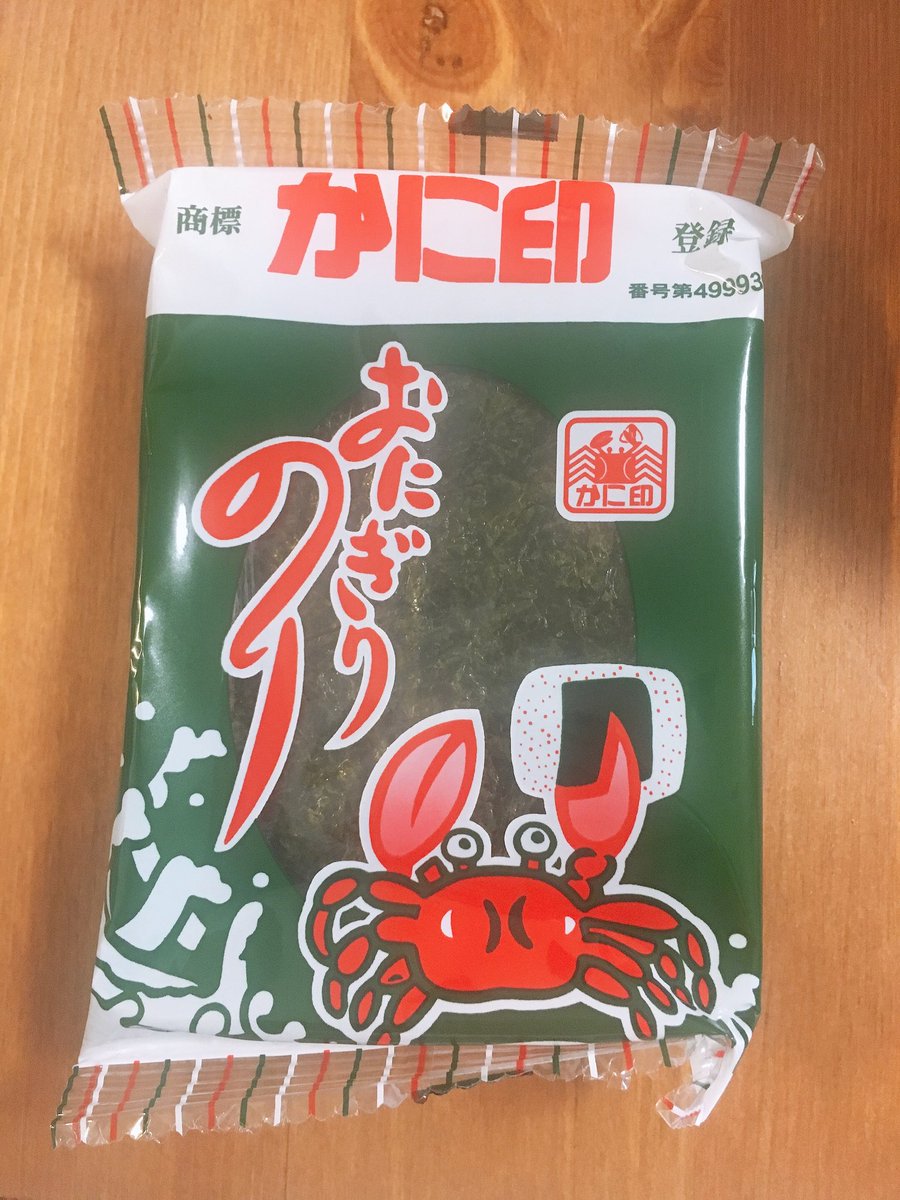 商標 かに印 登録
番号第49993
おにぎり
のり
かに印